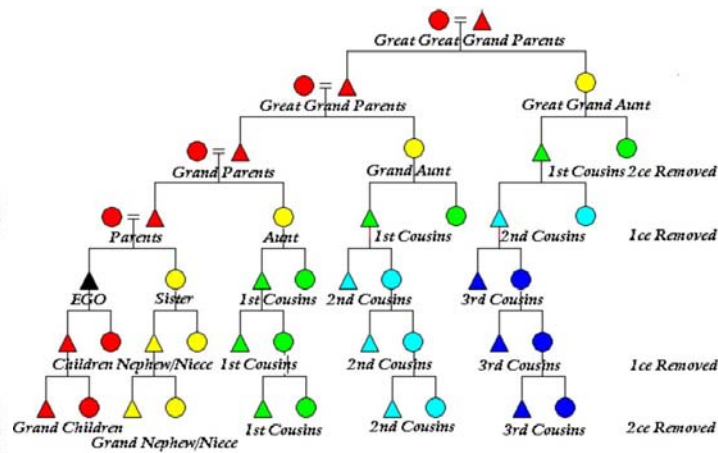 Great Great Grand Parents
Great Grand Parents Great Grand Aunt
Grand Parents Grand Aunt 1st Cousins 2ce Removed
Parents Aunt 1st Cousins 2nd Cousins 1ce Removed
EGO Sister 1st Cousins 2nd Cousins 3rd Cousins
Children Nephew/Niece 1st Cousins 2nd Cousins 3rd Cousins 1ce Removed
Grand Children 1st Cousins 2nd Cousins 3rd Cousins 2ce Removed
Grand Nephew/Niece